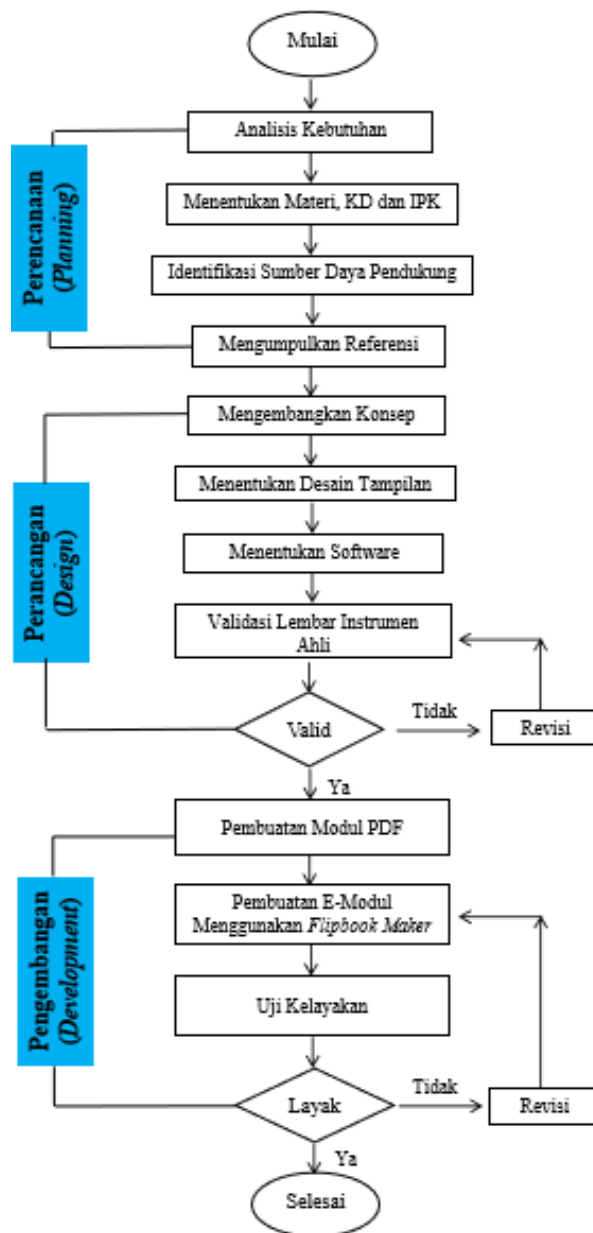 Mulai
Analisis Kebutuhan
Menentukan Materi, KD dan IPK
Identifikasi Sumber Daya Pendukung
Mengumpulkan Referensi
Perencanaan
(Planning)
Mengembangkan Konsep
Menentukan Desain Tampilan
Menentukan Software
Validasi Lembar Instrumen
Ahli
Perancangan
(Design)
Valid
Tidak
Revisi
Ya
Pembuatan Modul PDF
Pembuatan E-Modul
Menggunakan Flipbook Maker
Uji Kelayakan
Pengembangan
(Development)
Layak
Tidak
Revisi
Ya
Selesai